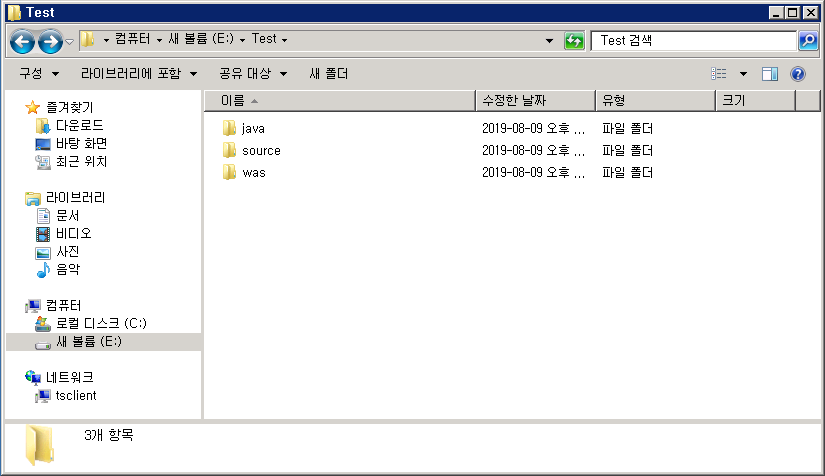 Test
컴퓨터 새 볼륨 (E:) Test Test 검색
구성 라이브러리에 포함 공유 대상 새 폴더
이름 수정한 날짜 유형 크기
java 2019-08-09 오후 ... 파일 폴더
source 2019-08-09 오후 ... 파일 폴더
was 2019-08-09 오후 ... 파일 폴더
즐겨찾기
다운로드
바탕 화면
최근 위치
라이브러리
문서
비디오
사진
음악
컴퓨터
로컬 디스크 (C:)
새 볼륨 (E:)
네트워크
tsclient
3개 항목